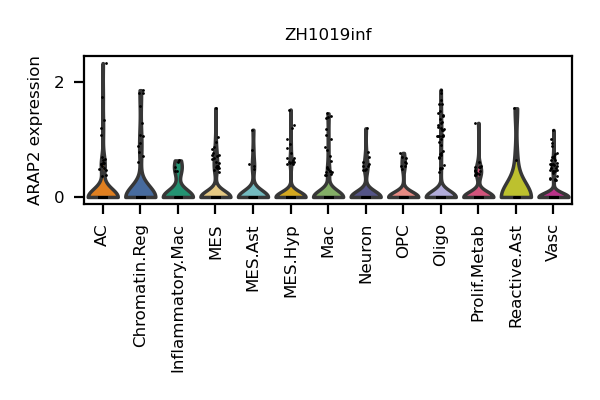 ZH1019inf
ARAP2 expression
2
0
AC
Chromatin.Reg
Inflammatory.Mac
MES
MES.Ast
MES.Hyp
Mac
Neuron
OPC
Oligo
Prolif.Metab
Reactive.Ast
Vasc